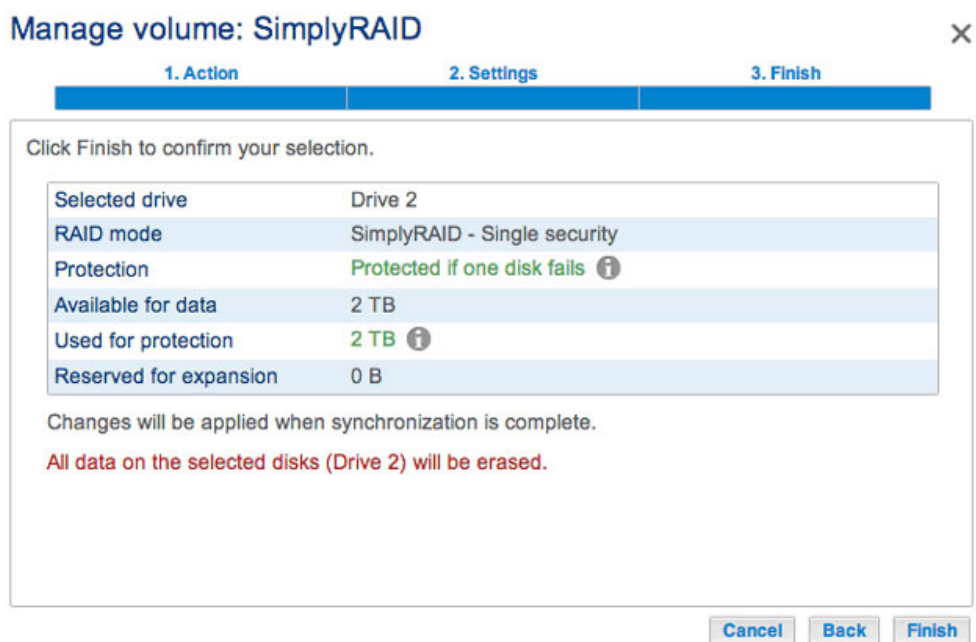 Manage volume: SimplyRAID
1. Action 2. Settings 3. Finish
Click Finish to confirm your selection.
Selected drive Drive 2
RAID mode SimplyRAID - Single security
Protection Protected if one disk fails
Available for data 2 TB
Used for protection 2 TB
Reserved for expansion 0 B
Changes will be applied when synchronization is complete.
All data on the selected disks (Drive 2) will be erased.
Cancel Back Finish